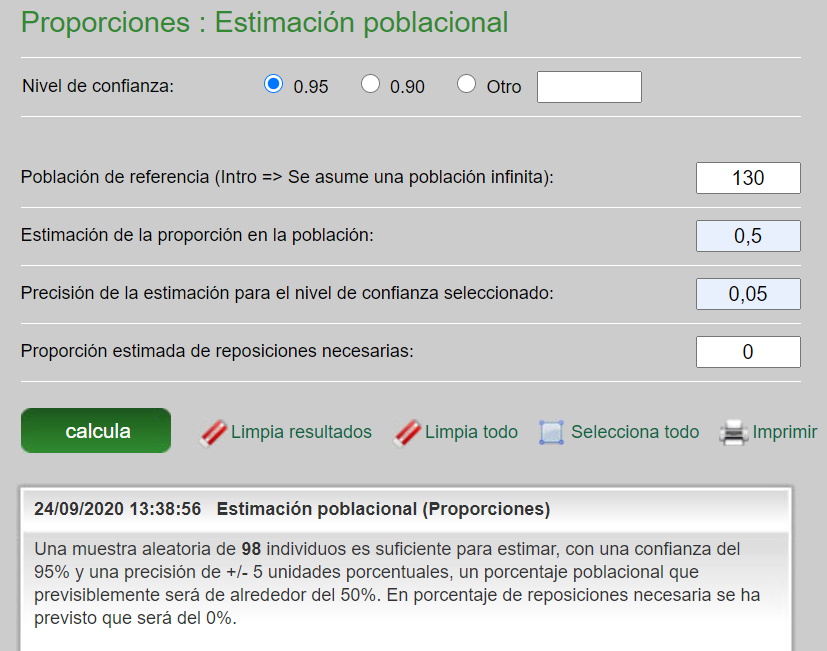 Proporciones : Estimación poblacional
Nivel de confianza: 0.95 0.90 Otro
Población de referencia (Intro => Se asume una población infinita): 130
Estimación de la proporción en la población: 0,5
Precisión de la estimación para el nivel de confianza seleccionado: 0,05
Proporción estimada de reposiciones necesarias: 0
calcula Limpia resultados Limpia todo Selecciona todo Imprimir
24/09/2020 13:38:56 Estimación poblacional (Proporciones)
Una muestra aleatoria de 98 individuos es suficiente para estimar, con una confianza del
95% y una precisión de +/- 5 unidades porcentuales, un porcentaje poblacional que
previsiblemente será de alrededor del 50%. En porcentaje de reposiciones necesaria se ha
previsto que será del 0%.